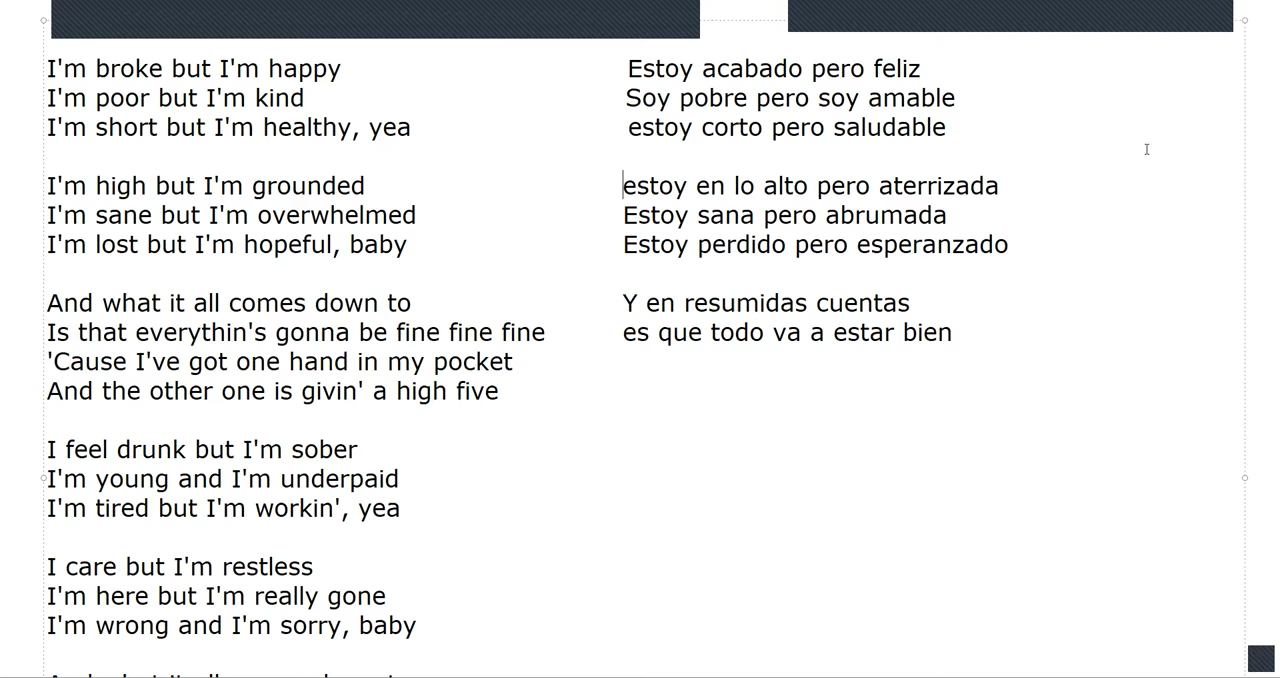 I'm broke but I'm happy
I'm poor but I'm kind
I'm short but I'm healthy, yea
I'm high but I'm grounded
I'm sane but I'm overwhelmed
I'm lost but I'm hopeful, baby
And what it all comes down to
Is that everythin's gonna be fine fine fine
'Cause I've got one hand in my pocket
And the other one is givin' a high five
I feel drunk but I'm sober
I'm young and I'm underpaid
I'm tired but I'm workin', yea
I care but I'm restless
I'm here but I'm really gone
I'm wrong and I'm sorry, baby
Estoy acabado pero feliz
Soy pobre pero soy amable
estoy corto pero saludable
estoy en lo alto pero aterrizada
Estoy sana pero abrumada
Estoy perdido pero esperanzado
Y en resumidas cuentas
es que todo va a estar bien